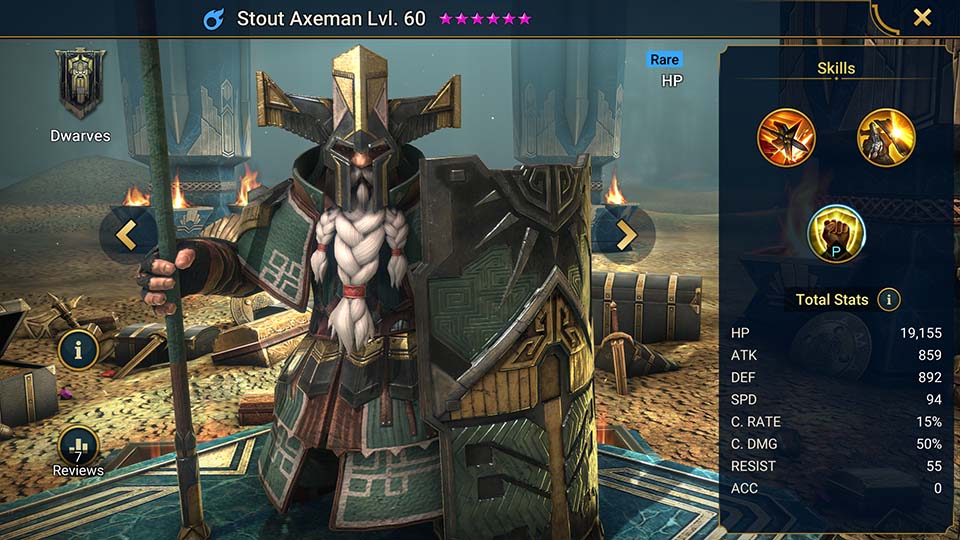 Stout Axeman Lvl. 60
Dwarves
Rare
HP
Skills
P
Total Stats
i
HP 19,155
ATK 859
DEF 892
SPD 94
C. RATE 15%
C. DMG 50%
RESIST 55
ACC 0
i
7
Reviews